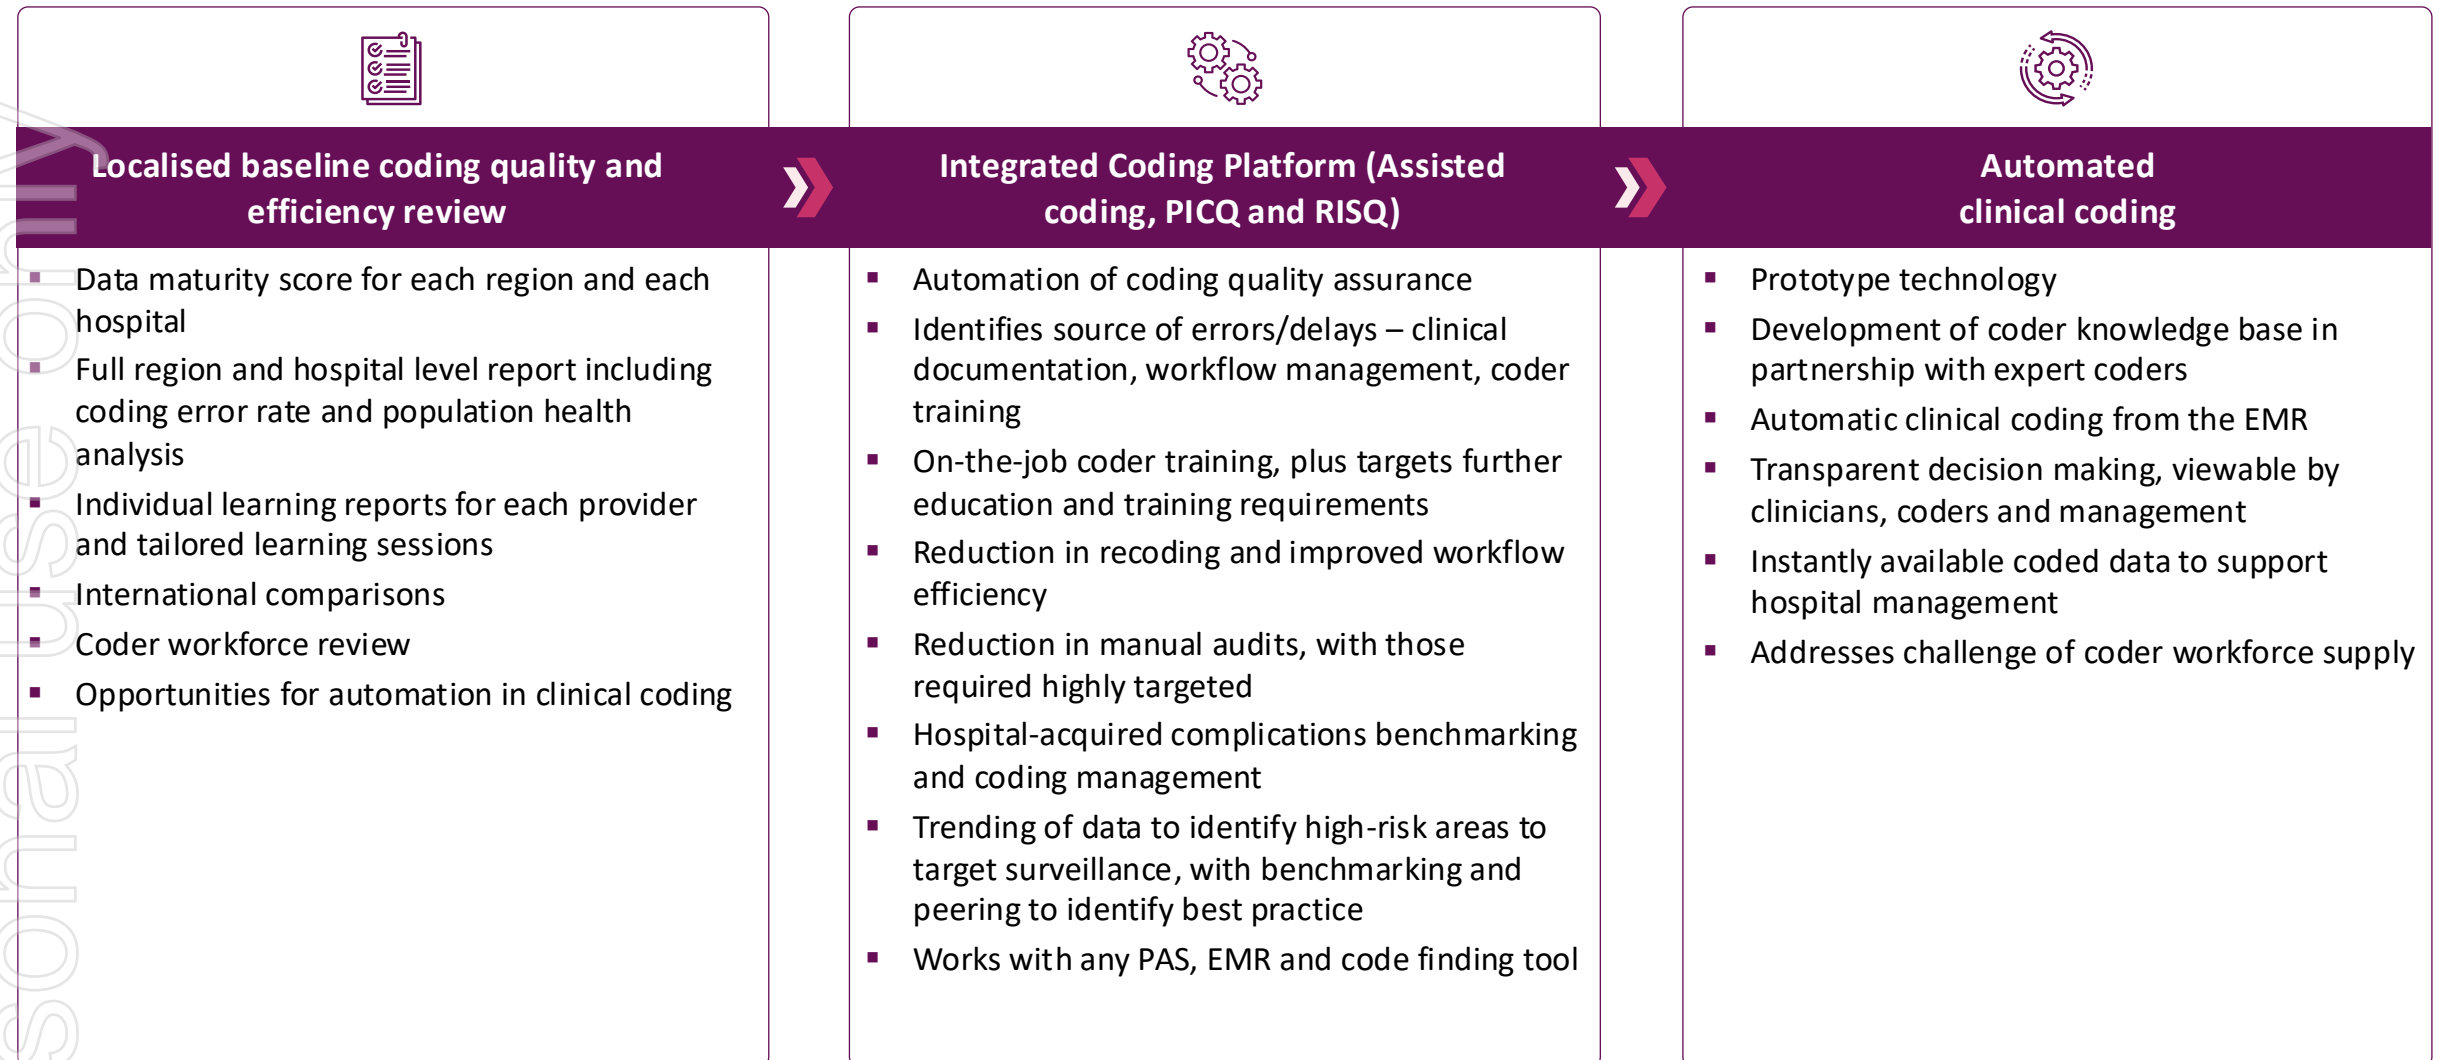 Localised baseline coding quality and
efficiency review
▪ Data maturity score for each region and each
hospital
▪ Full region and hospital level report including
coding error rate and population health
analysis
▪ Individual learning reports for each provider
and tailored learning sessions
▪ International comparisons
▪ Coder workforce review
▪ Opportunities for automation in clinical coding
Integrated Coding Platform (Assisted
coding, PICQ and RISQ)
▪ Automation of coding quality assurance
▪ Identifies source of errors/delays – clinical
documentation, workflow management, coder
training
▪ On-the-job coder training, plus targets further
education and training requirements
▪ Reduction in recoding and improved workflow
efficiency
▪ Reduction in manual audits, with those
required highly targeted
▪ Hospital-acquired complications benchmarking
and coding management
▪ Trending of data to identify high-risk areas to
target surveillance, with benchmarking and
peering to identify best practice
▪ Works with any PAS, EMR and code finding tool
Automated
clinical coding
▪ Prototype technology
▪ Development of coder knowledge base in
partnership with expert coders
▪ Automatic clinical coding from the EMR
▪ Transparent decision making, viewable by
clinicians, coders and management
▪ Instantly available coded data to support
hospital management
▪ Addresses challenge of coder workforce supply
sonal use only